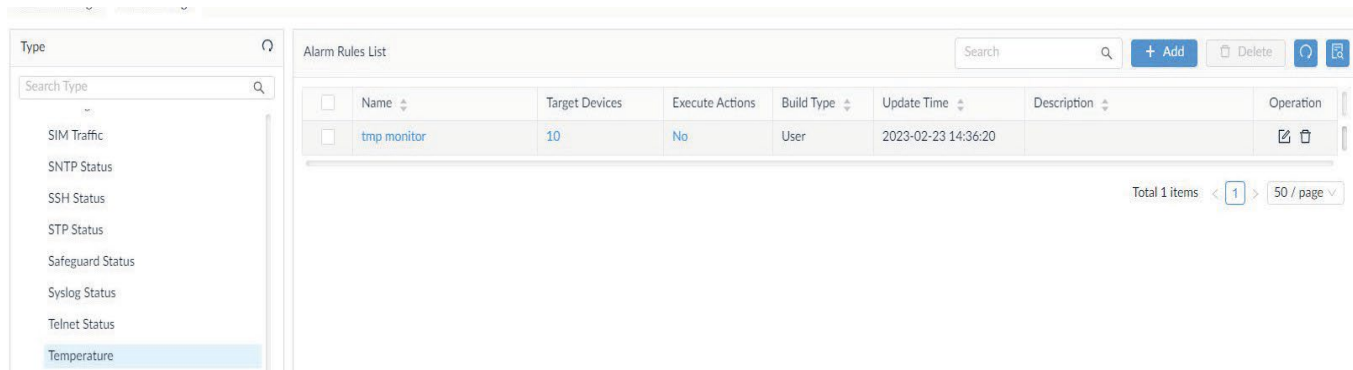 Type
Search Type
SIM Traffic
SNTP Status
SSH Status
STP Status
Safeguard Status
Syslog Status
Telnet Status
Temperature
Alarm Rules List
Search
+ Add
Delete
Name Target Devices Execute Actions Build Type Update Time Description Operation
tmp monitor 10 No User 2023-02-23 14:36:20
Total 1 items < 1 > 50 / page